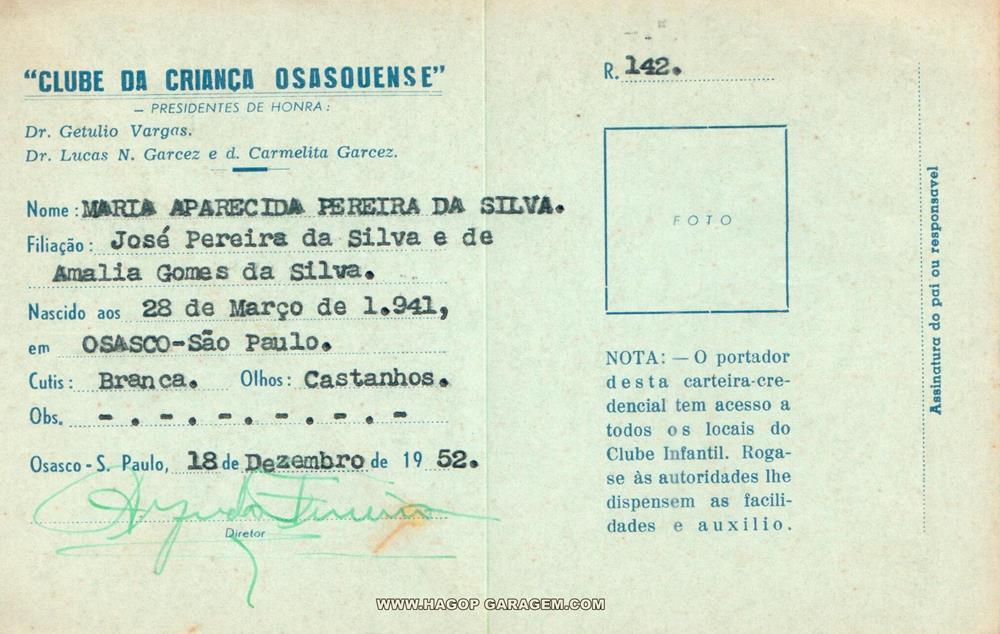 "CLUBE DA CRIANÇA OSASQUENSE"
— PRESIDENTES DE HONRA:
Dr. Getulio Vargas.
Dr. Lucas N. Garcez e d. Carmelita Garcez.
Nome: MARIA APARECIDA PEREIRA DA SILVA.
Filiação: José Pereira da Silva e de
Amalia Gomes da Silva.
Nascido aos 28 de Março de 1.941,
em OSASCO-São Paulo.
Cutis: Branca. Olhos: Castanhos.
Obs. - . - . - . - . - . -
Osasco - S. Paulo, 18 de Dezembro de 19 52.
Diretor
R. 142.
FOTO
NOTA: — O portador
desta carteira-cre-
dencial tem acesso a
todos os locais do
Clube Infantil. Roga-
se às autoridades lhe
dispensem as facili-
dades e auxilio.
Assinatura do pai ou responsavel
WWW.HAGOP GARAGEM.COM